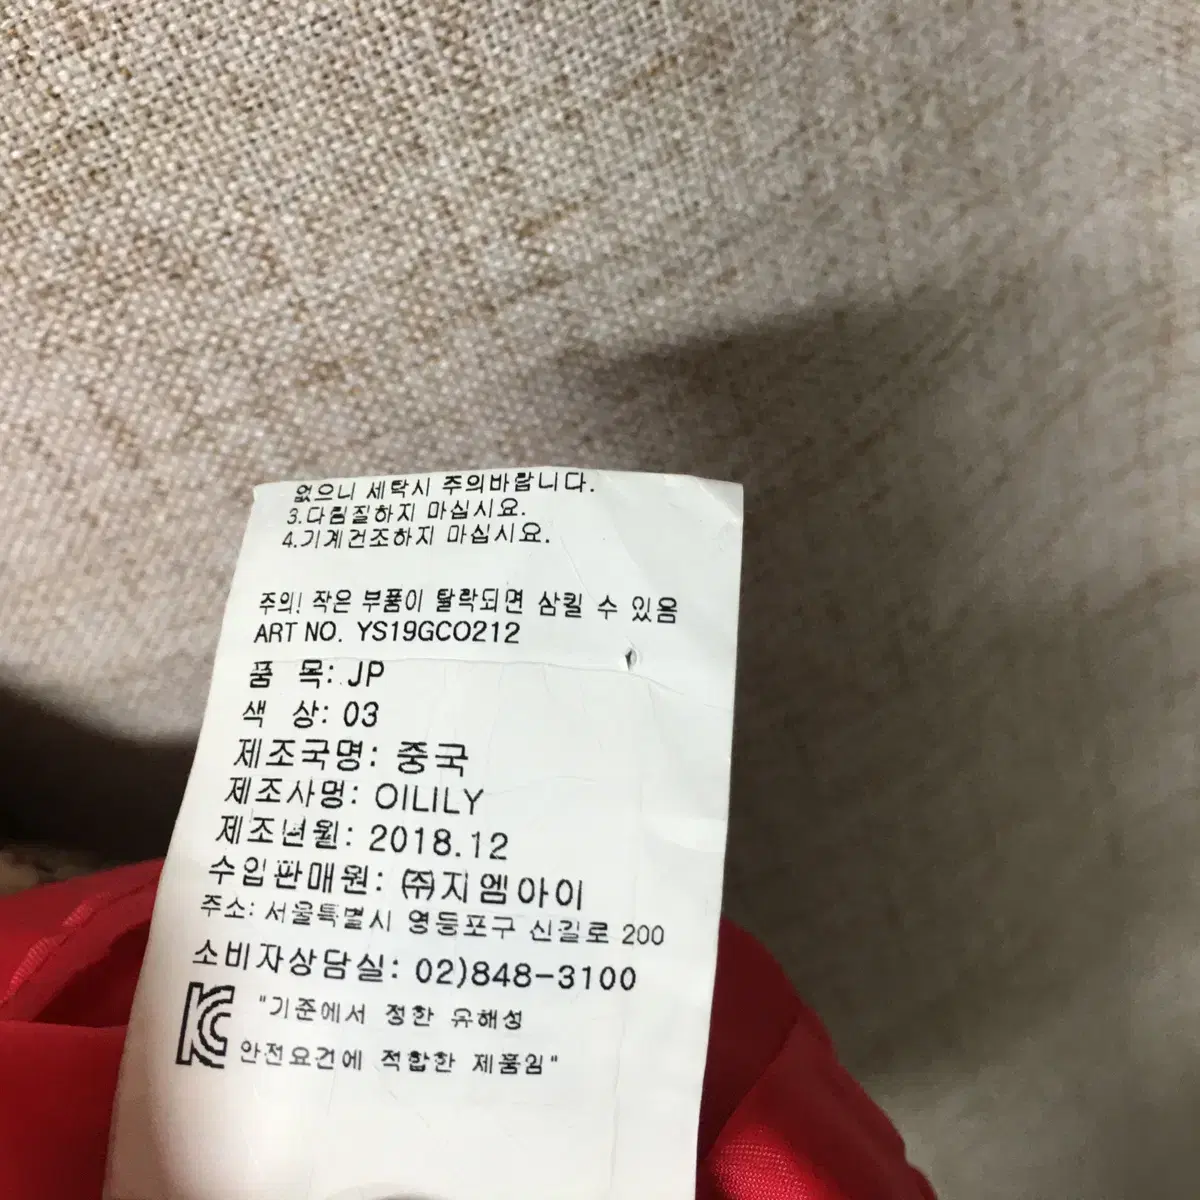 없으니 세탁시 주의바랍니다.
3.다림질하지 마십시요.
4.기계건조하지 마십시요.
주의! 작은 부품이 탈락되면 삼킬 수 있음
ART NO. YS19GCO212
품 목: JP
색 상: 03
제조국명: 중국
제조사명: OILILY
제조년월: 2018.12
수입판매원: ㈜지엠아이
주소: 서울특별시 영등포구 신길로 200
소비자상담실: 02)848-3100
KC "기준에서 정한 유해성
안전요건에 적합한 제품임"